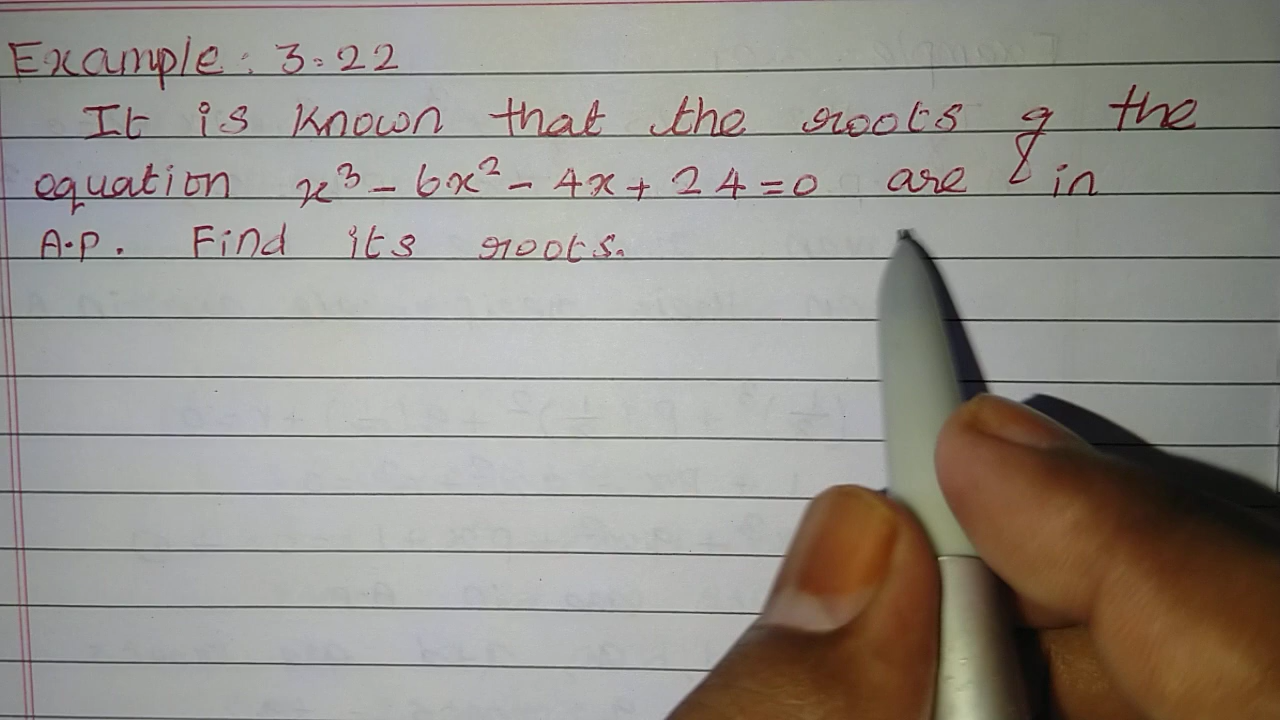 Example: 3.22
It is known that the roots of the
equation x³ - 6x² - 4x + 24 = 0 are in
A.P. Find its roots.